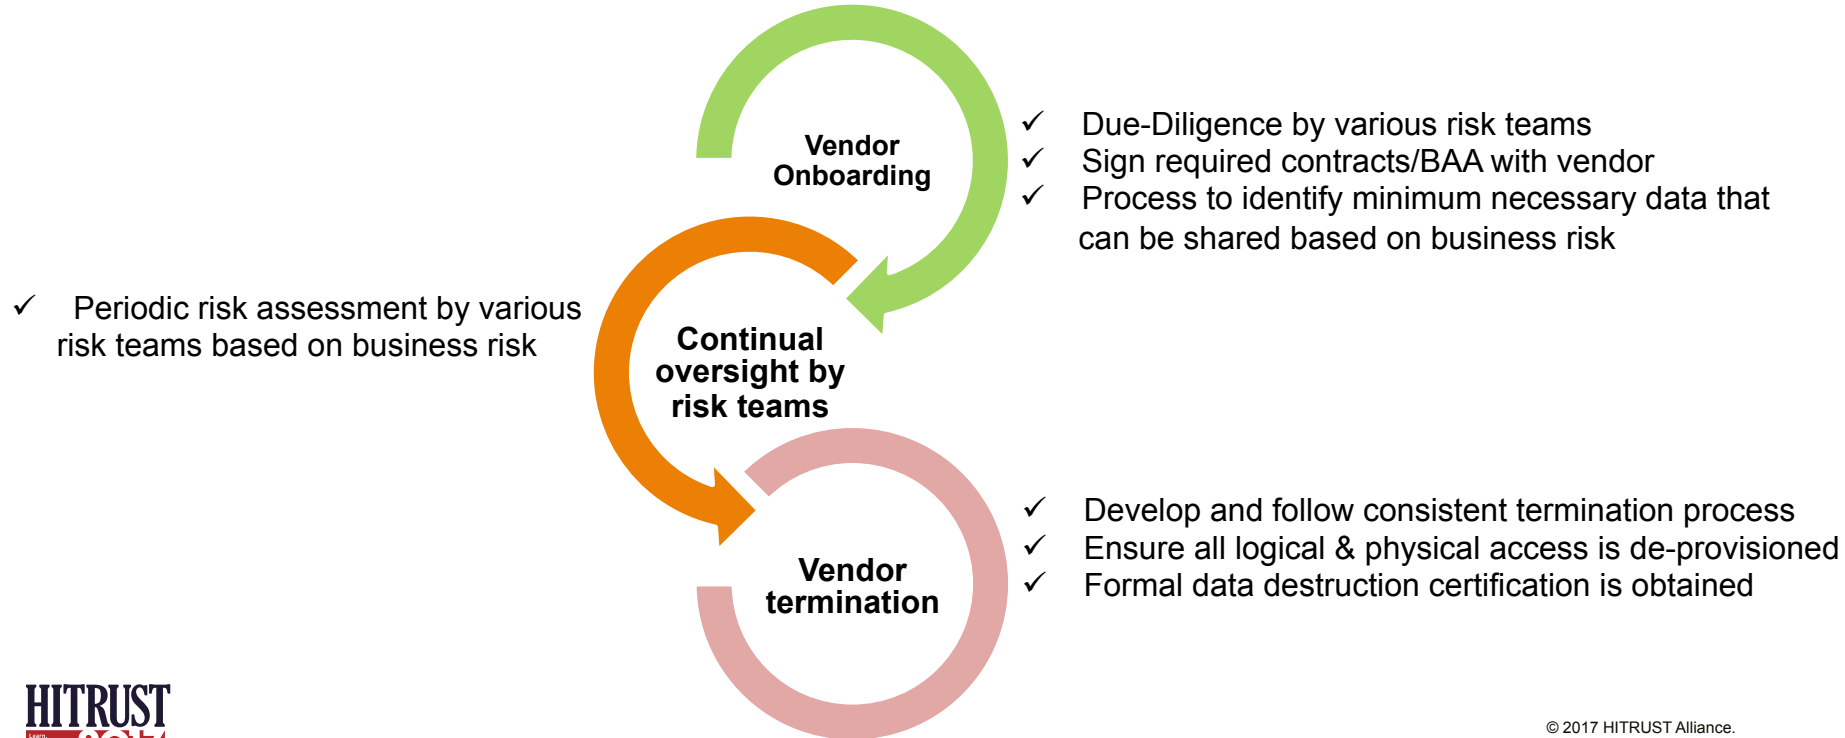 Vendor
Onboarding
✓ Due-Diligence by various risk teams
✓ Sign required contracts/BAA with vendor
✓ Process to identify minimum necessary data that
can be shared based on business risk
✓ Periodic risk assessment by various
risk teams based on business risk
Continual
oversight by
risk teams
Vendor
termination
✓ Develop and follow consistent termination process
✓ Ensure all logical & physical access is de-provisioned
✓ Formal data destruction certification is obtained
HITRUST
Learn.
2017
© 2017 HITRUST Alliance.